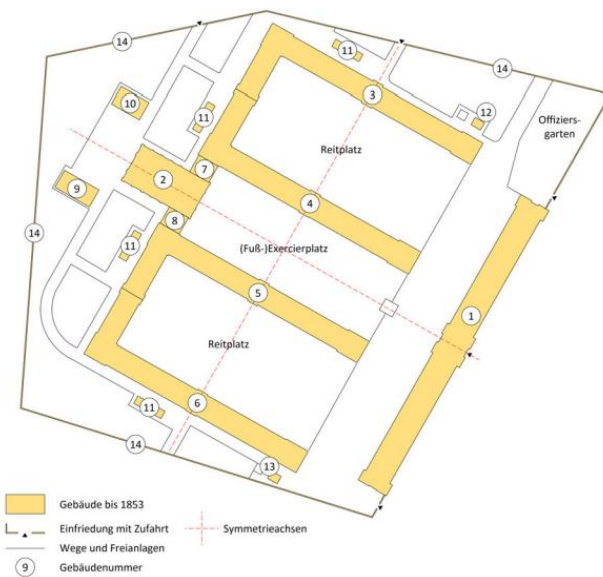 14
11
14
3
10
11
12
Offiziers-
garten
Reitplatz
7
2
9
4
8
14
11
(Fuß-)Exercierplatz
5
1
Reitplatz
6
11
14
13
Gebäude bis 1853
Einfriedung mit Zufahrt
Symmetrieachsen
Wege und Freianlagen
9
Gebäudenummer